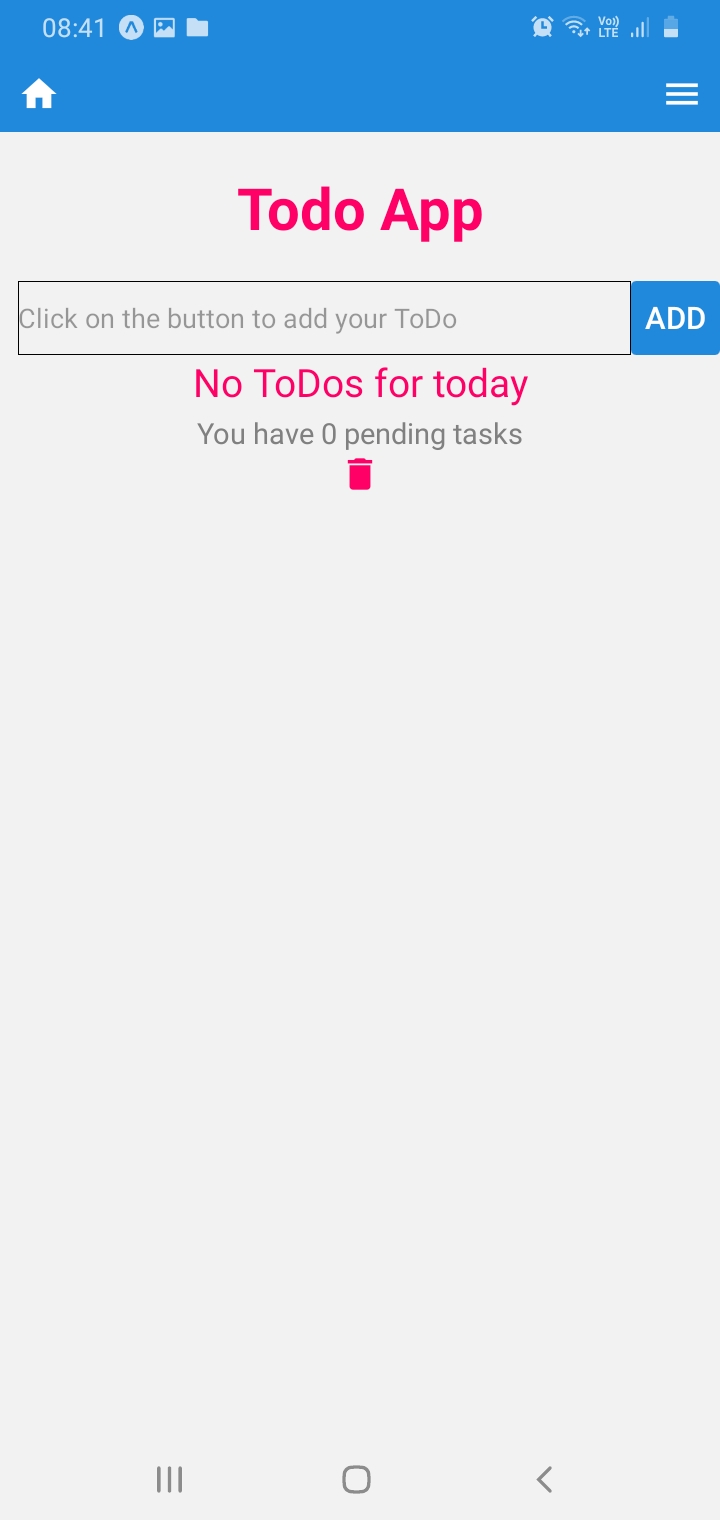 08:41
Vo))
LTE
Todo App
Click on the button to add your ToDo
ADD
No ToDos for today
You have 0 pending tasks